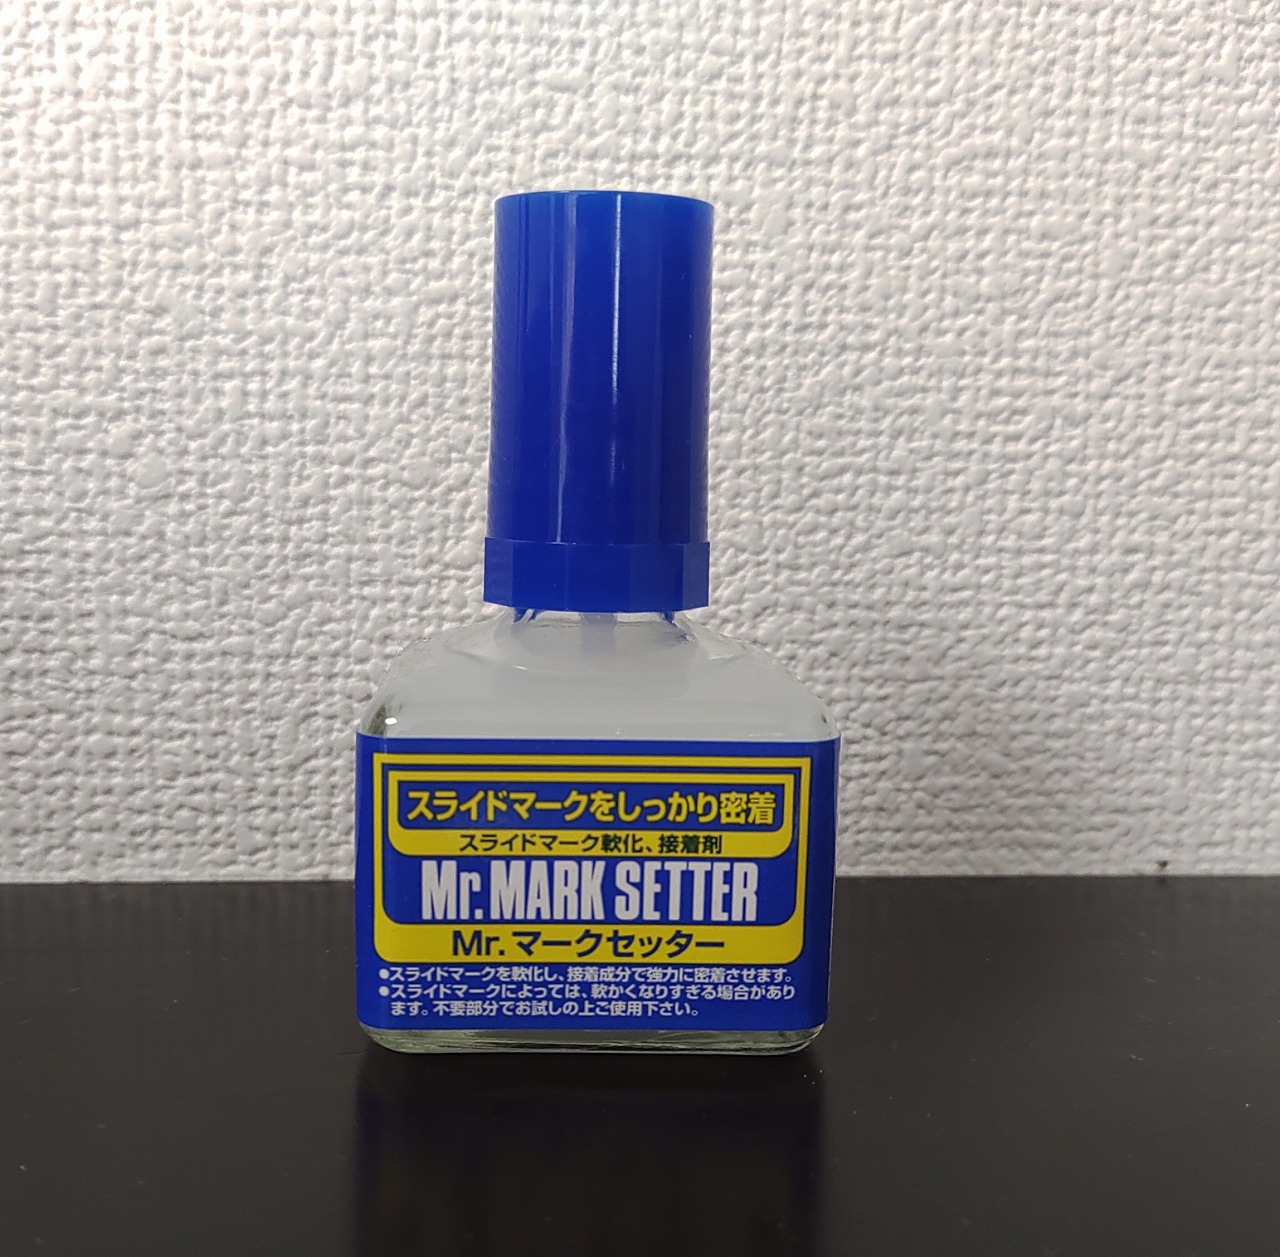 スライドマークをしっかり密着
スライドマーク軟化、接着剤
Mr. MARK SETTER
Mr. マークセッター
●スライドマークを軟化し、接着成分で強力に密着させます。
●スライドマークによっては、軟かくなりすぎる場合があり
ます。不要部分でお試しの上ご使用下さい。